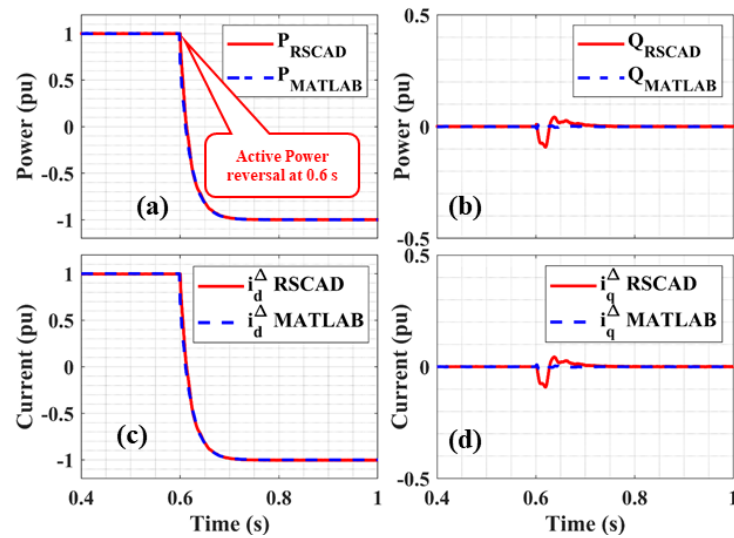 1
0.5
0
-0.5
-1
Power (pu)
P_RSCAD
P_MATLAB
Active Power
reversal at 0.6 s
(a)
0.5
0
-0.5
Power (pu)
Q_RSCAD
Q_MATLAB
(b)
1
0.5
0
-0.5
-1
Current (pu)
i_d^Δ RSCAD
i_d^Δ MATLAB
(c)
0.4 0.6 0.8 1
Time (s)
0.5
0
-0.5
Current (pu)
i_q^Δ RSCAD
i_q^Δ MATLAB
(d)
0.4 0.6 0.8 1
Time (s)